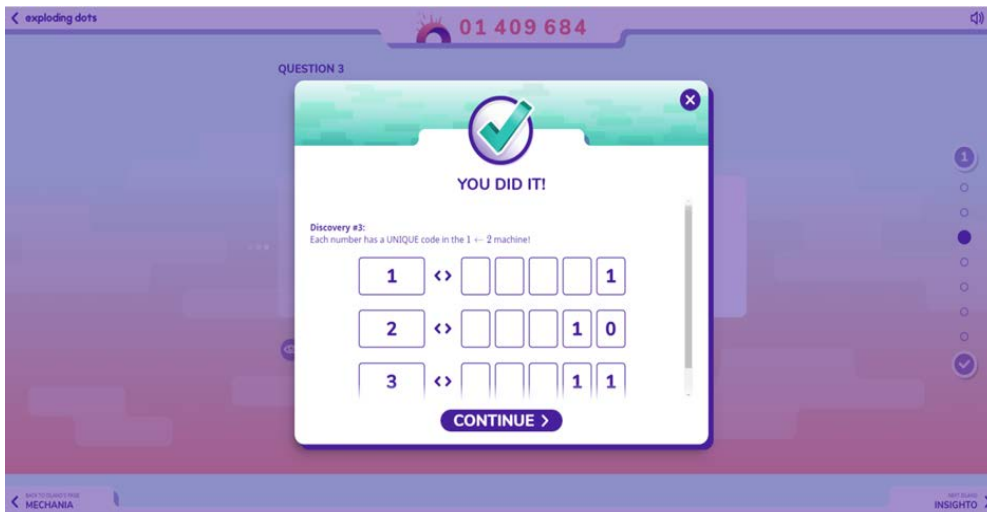 exploding dots
01 409 684
QUESTION 3
1
YOU DID IT!
Discovery #3:
Each number has a UNIQUE code in the 1 ← 2 machine!
1 <> 1
2 <> 1 0
3 <> 1 1
CONTINUE >
MECHANIA
INSIGHTO